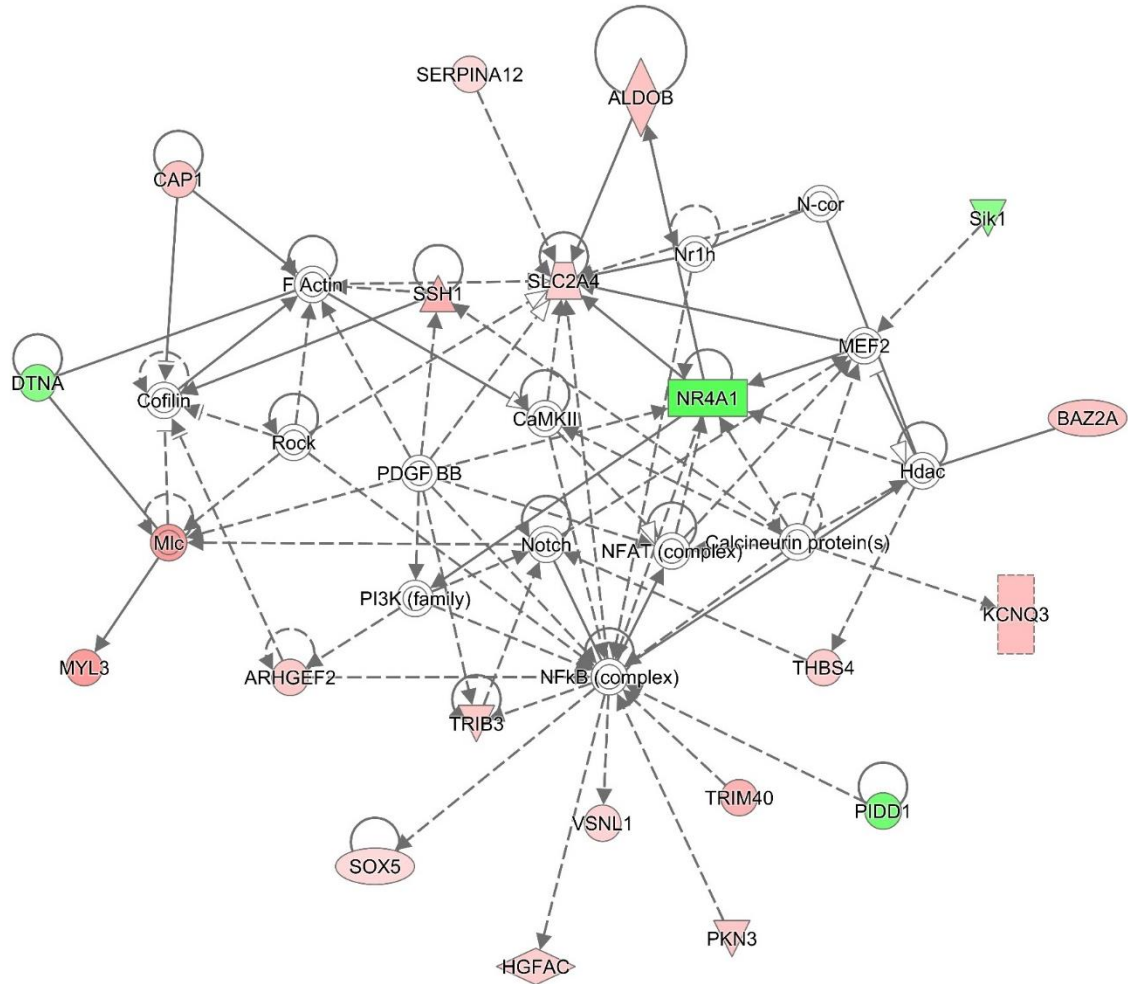 SERPINA12
ALDOB
CAP1
N-cor
Sik1
Nr1h
F Actin
SSH1
SLC2A4
MEF2
DTNA
Cofilin
NR4A1
CaMKII
BAZ2A
Rock
PDGF BB
Hdac
Mlc
Notch
NFAT (complex)
Calcineurin protein(s)
PI3K (family)
KCNQ3
MYL3
ARHGEF2
NFkB (complex)
THBS4
TRIB3
TRIM40
PIDD1
VSNL1
SOX5
PKN3
HGFAC